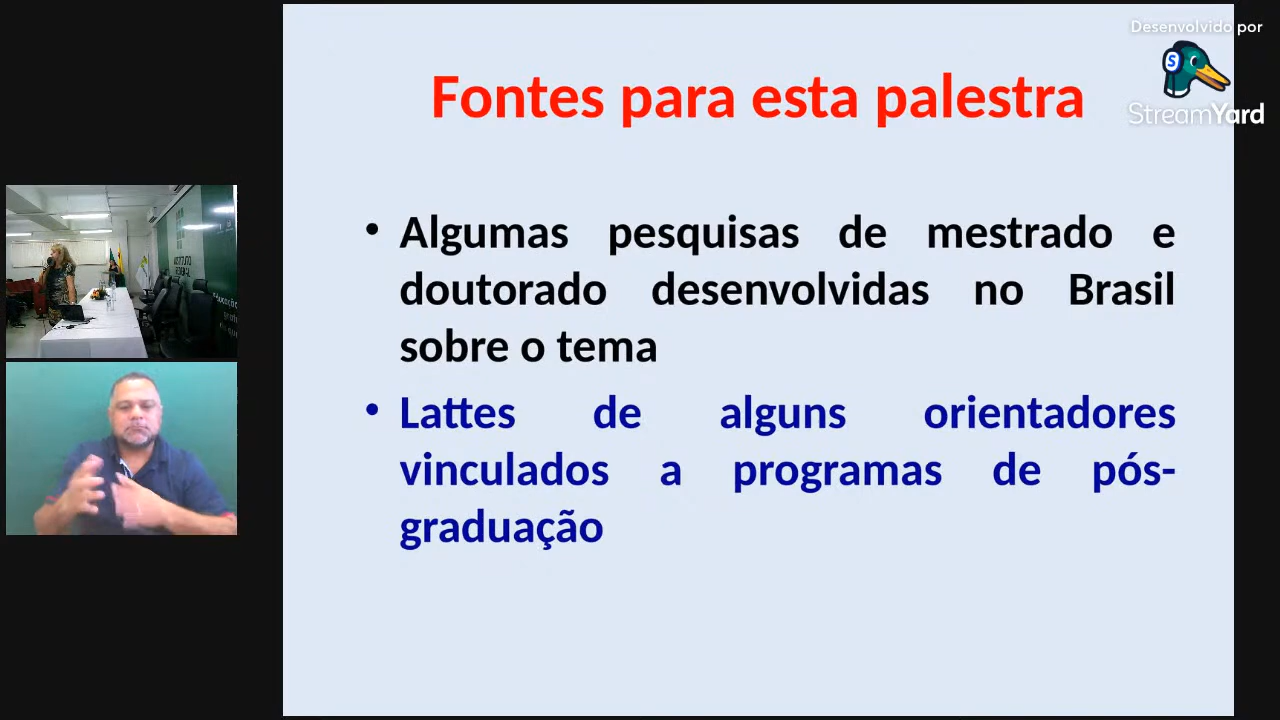 Desenvolvido por
StreamYard
Fontes para esta palestra
• Algumas pesquisas de mestrado e
doutorado desenvolvidas no Brasil
sobre o tema
• Lattes de alguns orientadores
vinculados a programas de pós-
graduação